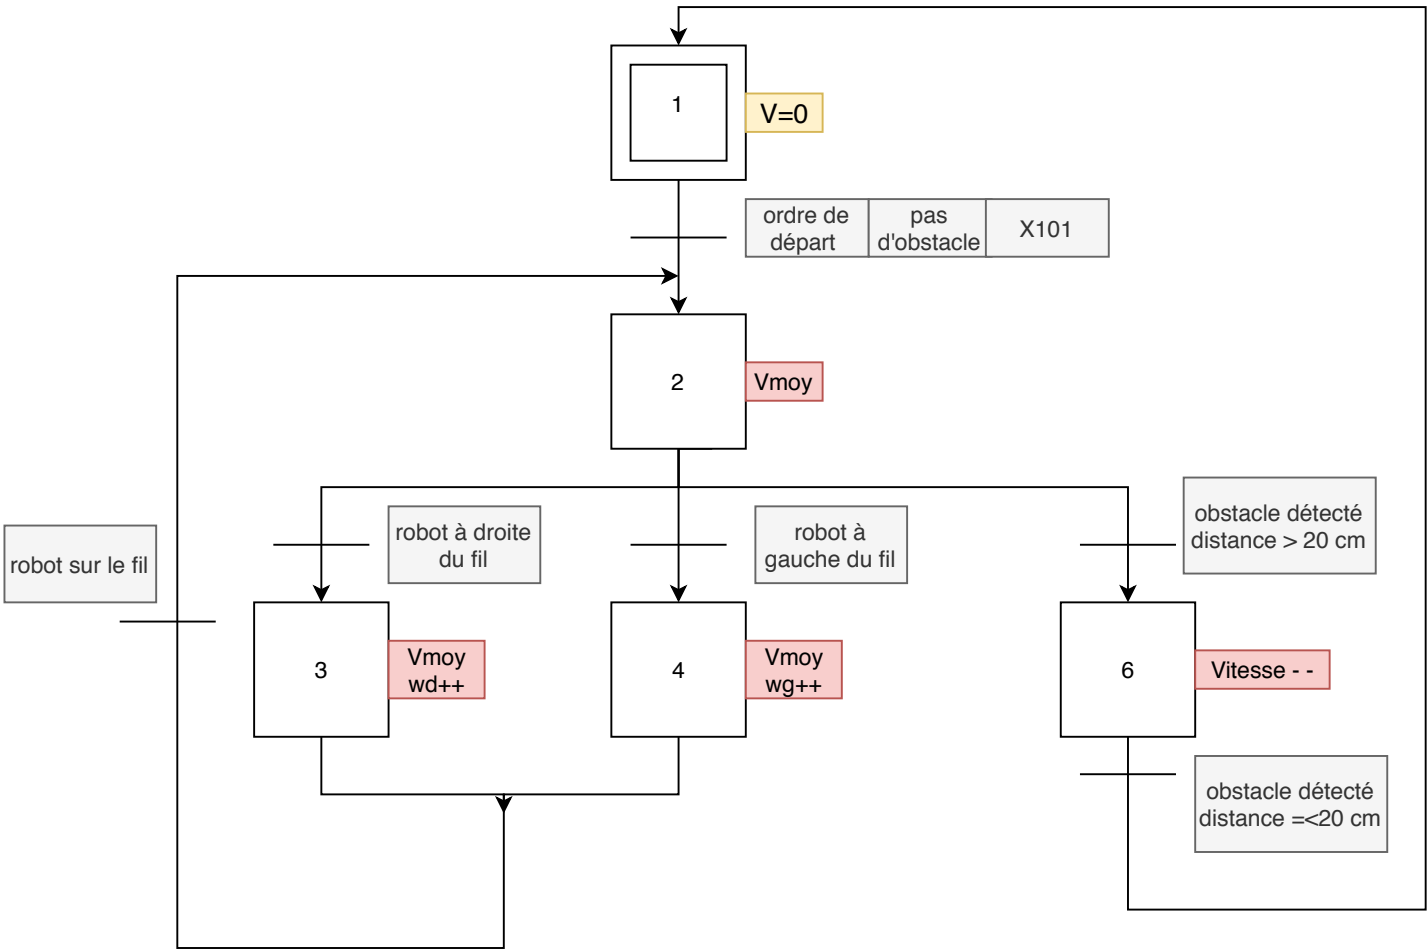 1
V=0
ordre de
départ
pas
d'obstacle
X101
2
Vmoy
robot sur le fil
robot à droite
du fil
robot à
gauche du fil
obstacle détecté
distance > 20 cm
3
Vmoy
wd++
4
Vmoy
wg++
6
Vitesse - -
obstacle détecté
distance =<20 cm